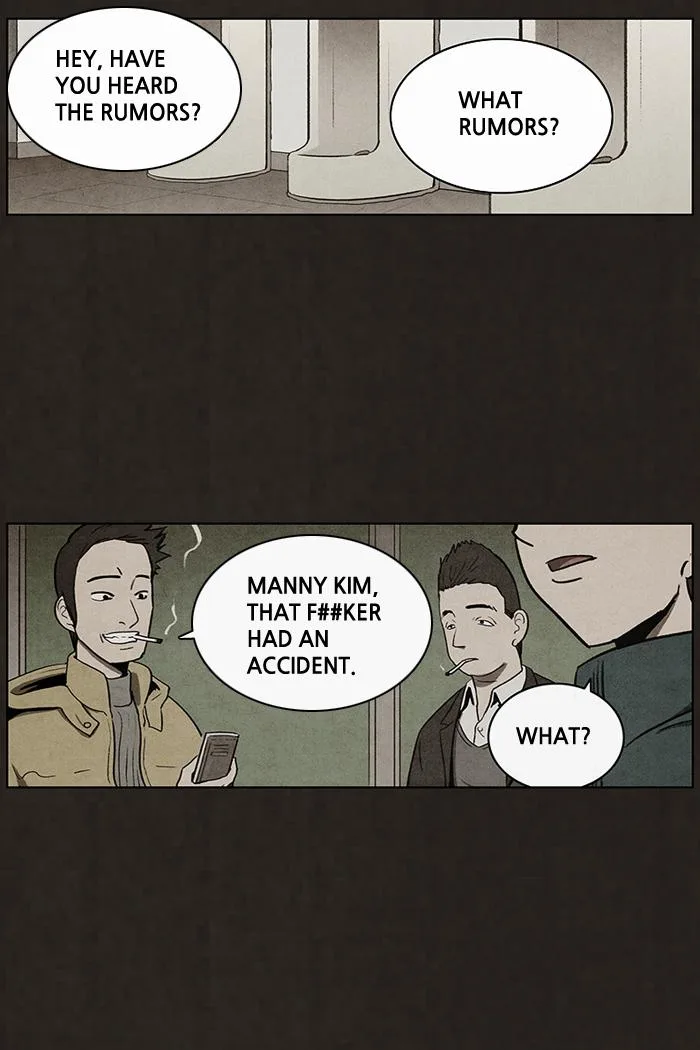 HEY, HAVE
YOU HEARD
THE RUMORS?
WHAT
RUMORS?
MANNY KIM,
THAT F##KER
HAD AN
ACCIDENT.
WHAT?